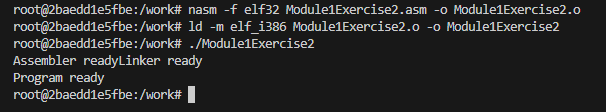 root@2baedd1e5fbe:/work# nasm -f elf32 Module1Exercise2.asm -o Module1Exercise2.o
root@2baedd1e5fbe:/work# ld -m elf_i386 Module1Exercise2.o -o Module1Exercise2
root@2baedd1e5fbe:/work# ./Module1Exercise2
Assembler readyLinker ready
Program ready
root@2baedd1e5fbe:/work#